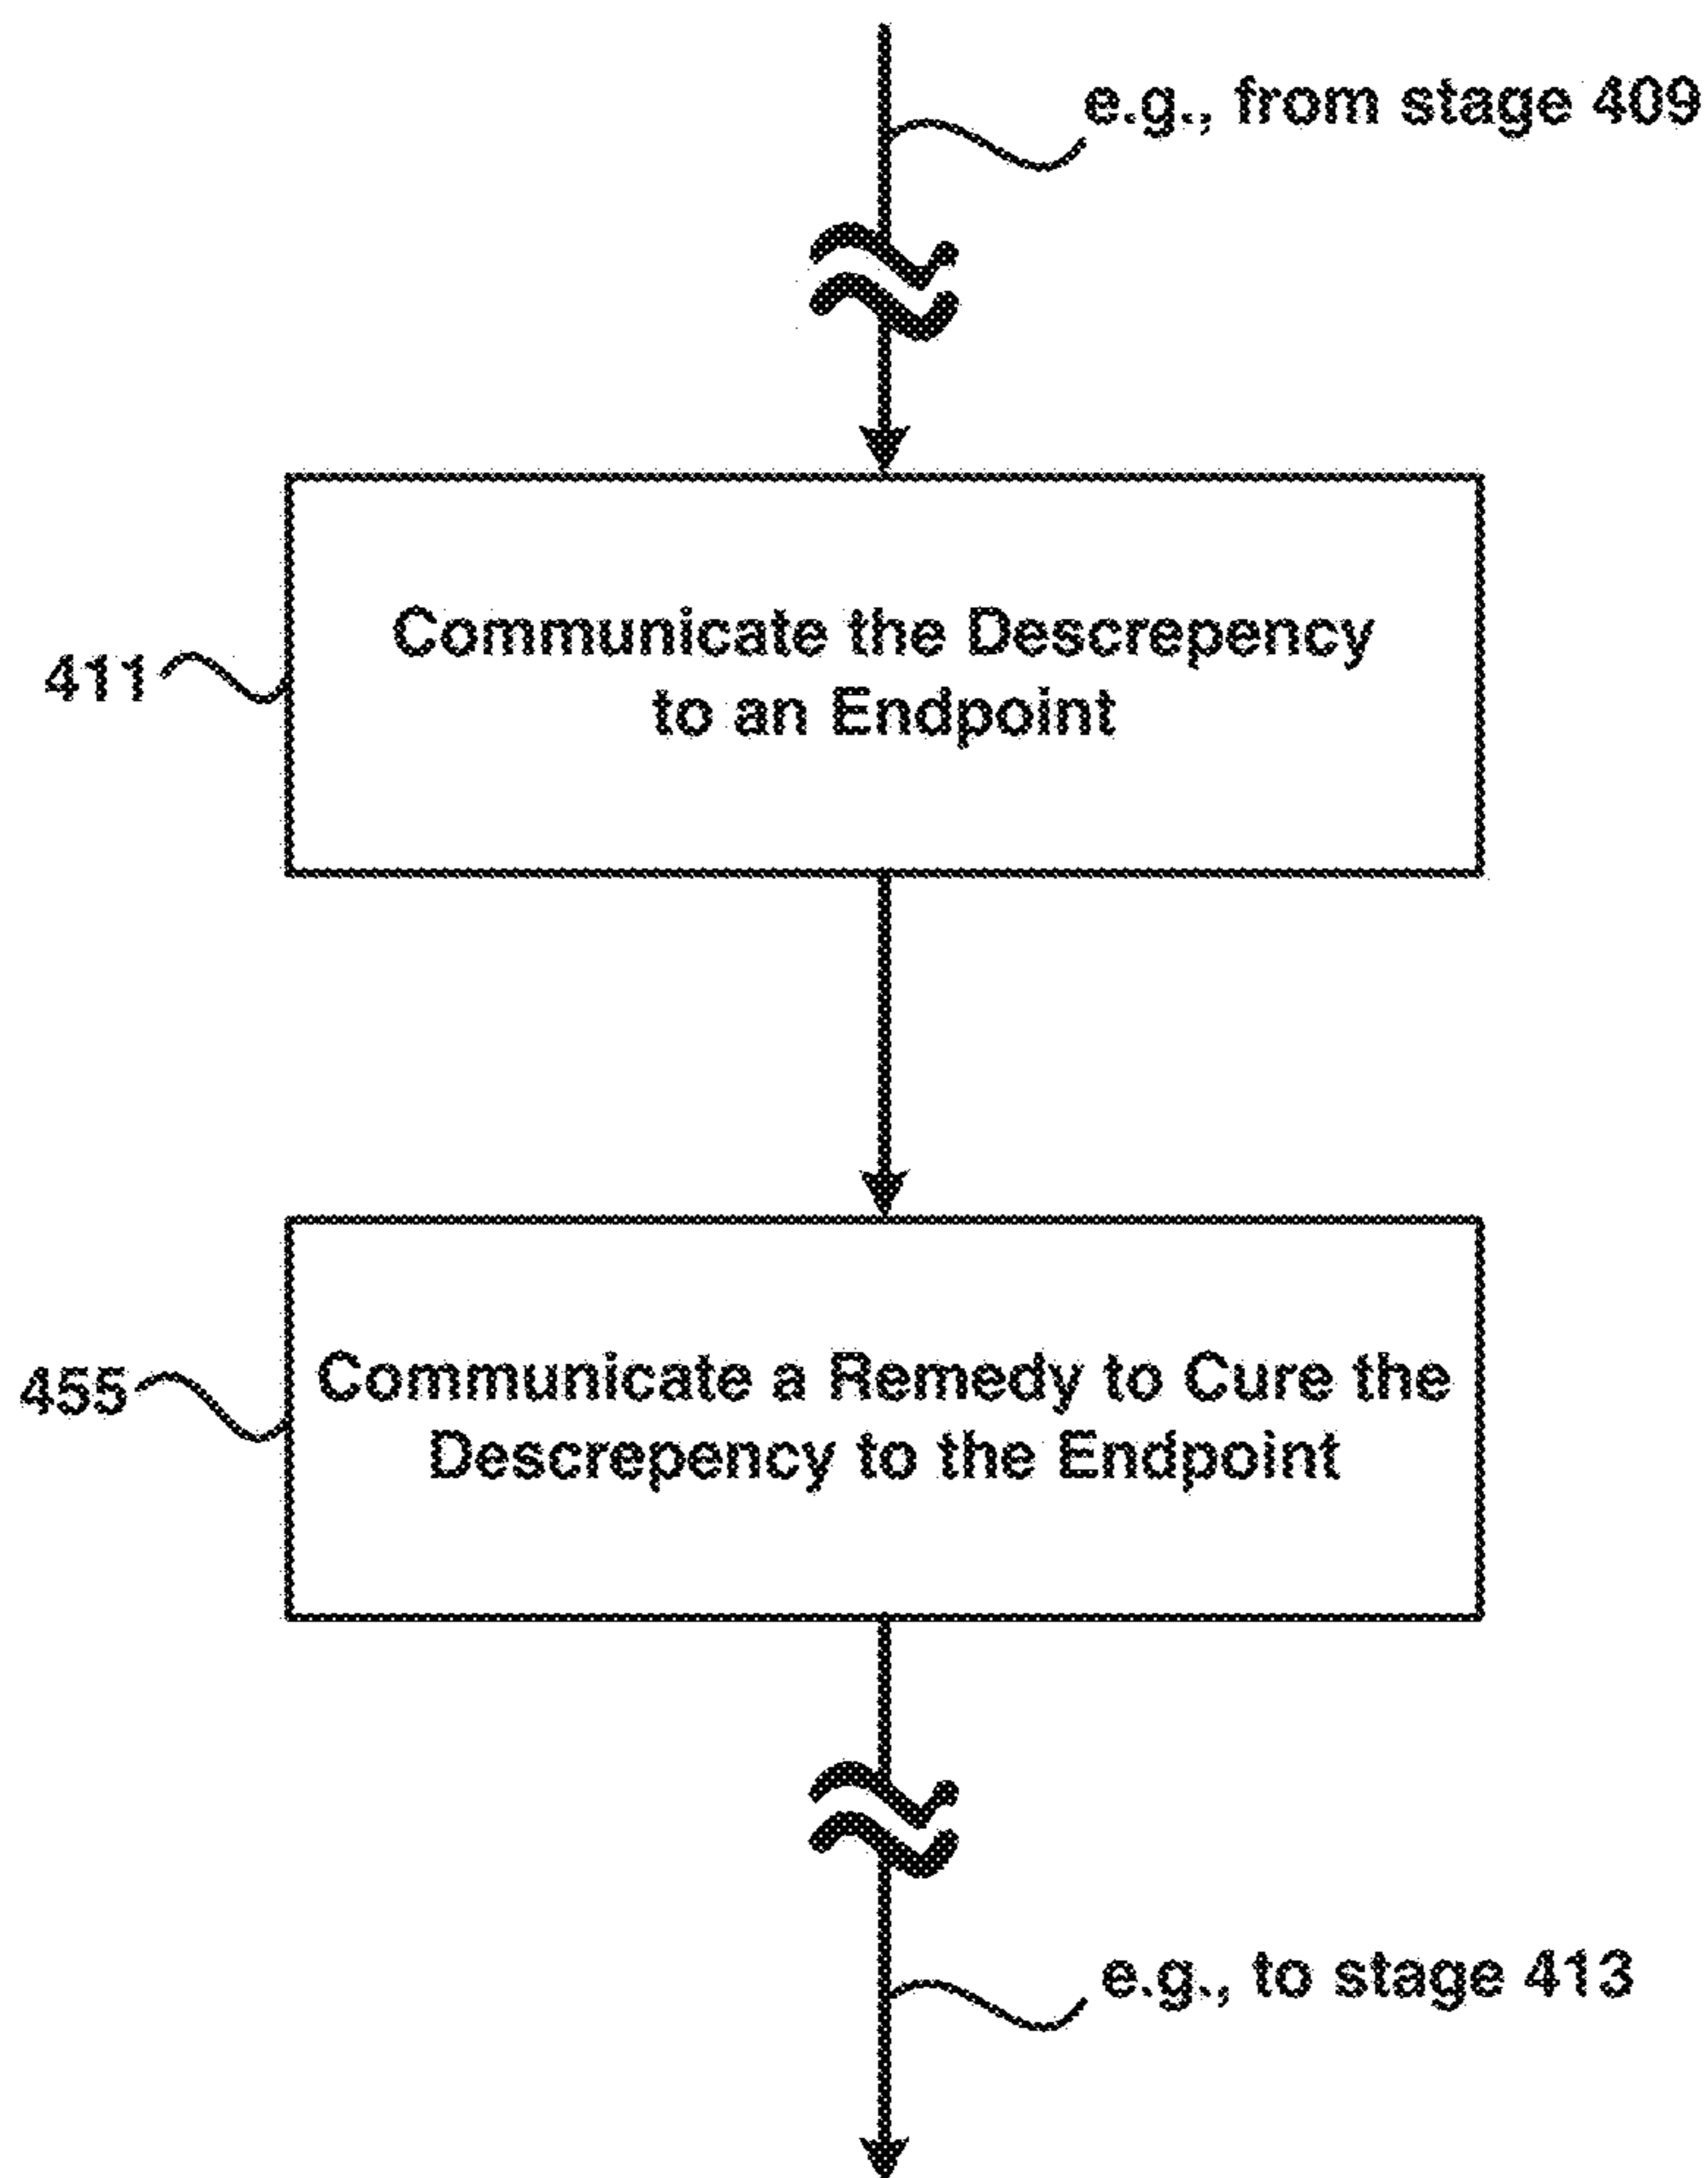 e.g., from stage 409
Communicate the Descrepency
to an Endpoint
411
Communicate a Remedy to Cure the
Descrepency to the Endpoint
455
e.g., to stage 413